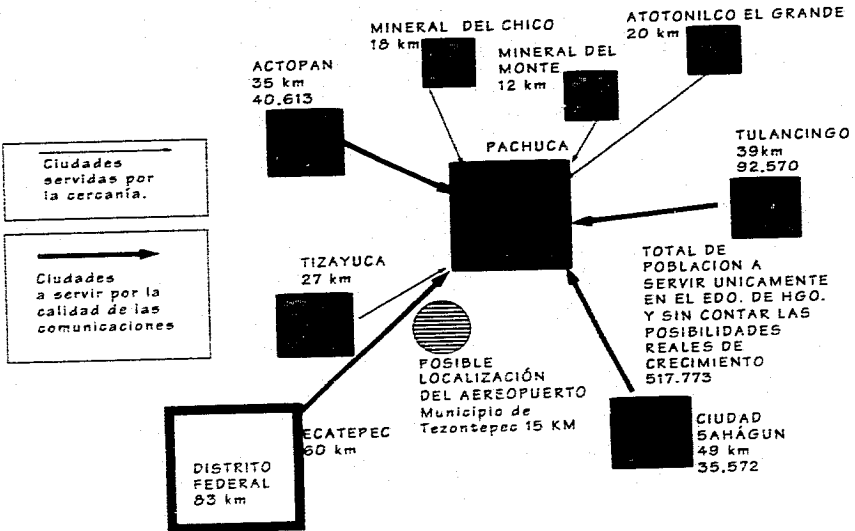 MINERAL DEL CHICO
18 km
ATOTONILCO EL GRANDE
20 km
MINERAL DEL
MONTE
12 km
ACTOPAN
35 km
40.613
PACHUCA
TULANCINGO
39km
92.570
Ciudades
servidas por
la cercanía.
Ciudades
a servir por la
calidad de las
comunicaciones
TIZAYUCA
27 km
TOTAL DE
POBLACION A
SERVIR UNICAMENTE
EN EL EDO. DE HGO.
Y SIN CONTAR LAS
POSIBILIDADES
REALES DE
CRECIMIENTO
517.773
POSIBLE
LOCALIZACIÓN
DEL AEREOPUERTO
Municipio de
Tezontepec 15 KM
ECATEPEC
60 km
DISTRITO
FEDERAL
83 km
CIUDAD
SAHÁGUN
49 km
35.572